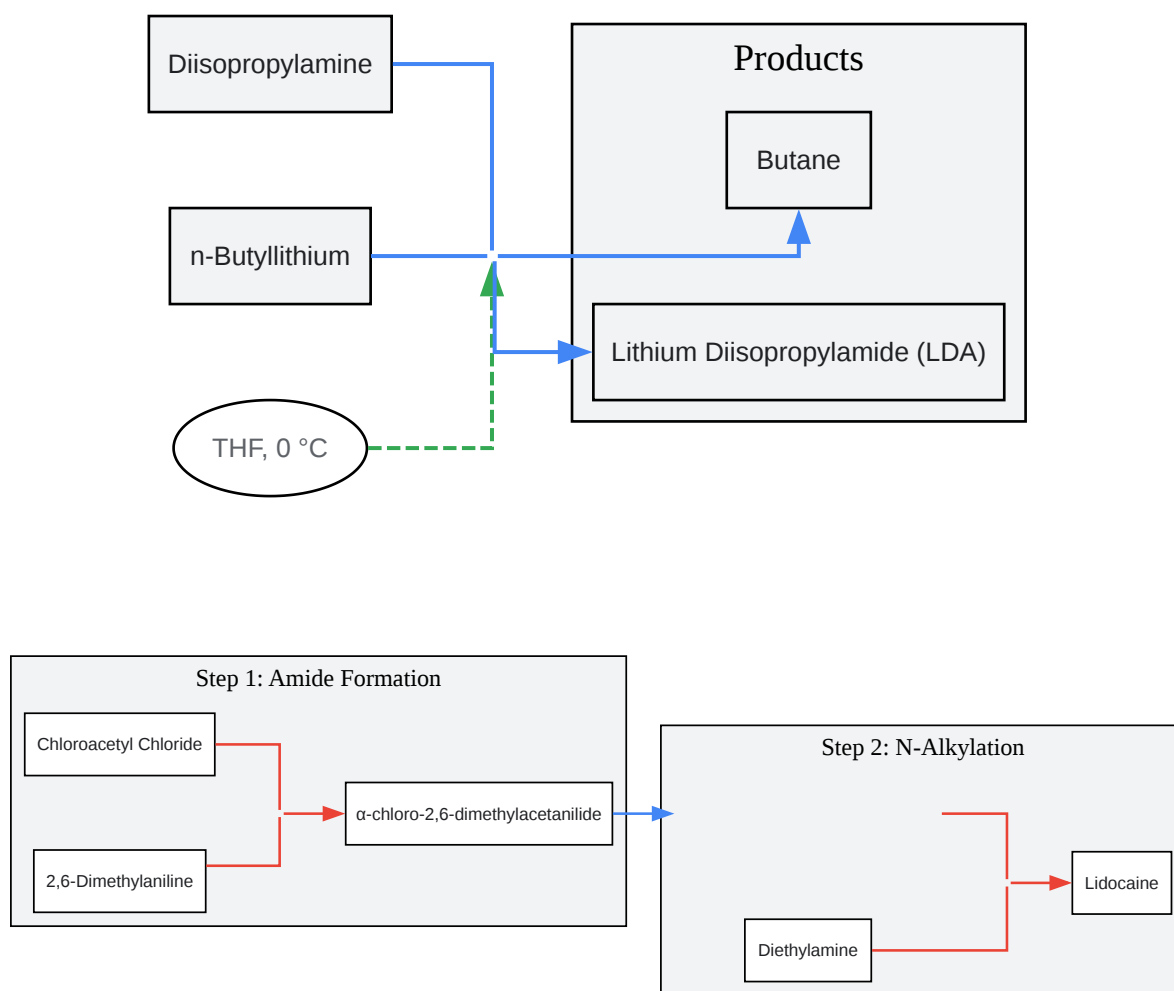 Diisopropylamine
Products
Butane
n-Butyllithium
Lithium Diisopropylamide (LDA)
THF, 0 °C
Step 1: Amide Formation
Chloroacetyl Chloride
α-chloro-2,6-dimethylacetanilide
2,6-Dimethylaniline
Step 2: N-Alkylation
Lidocaine
Diethylamine